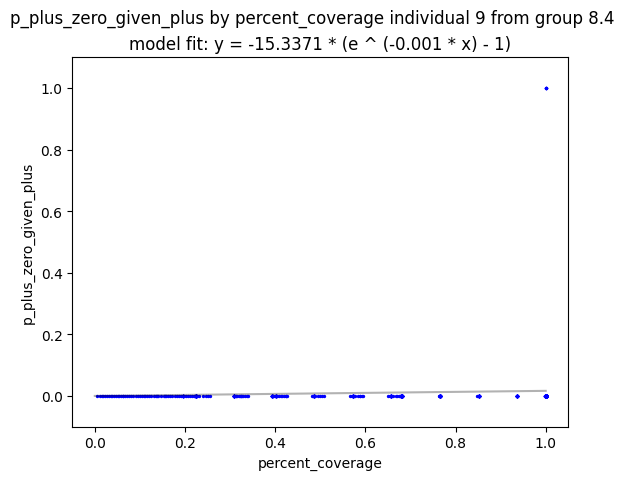 p_plus_zero_given_plus by percent_coverage individual 9 from group 8.4
model fit: y = -15.3371 * (e ^ (-0.001 * x) - 1)
1.0
0.8
0.6
0.4
0.2
0.0
p_plus_zero_given_plus
0.0 0.2 0.4 0.6 0.8 1.0
percent_coverage